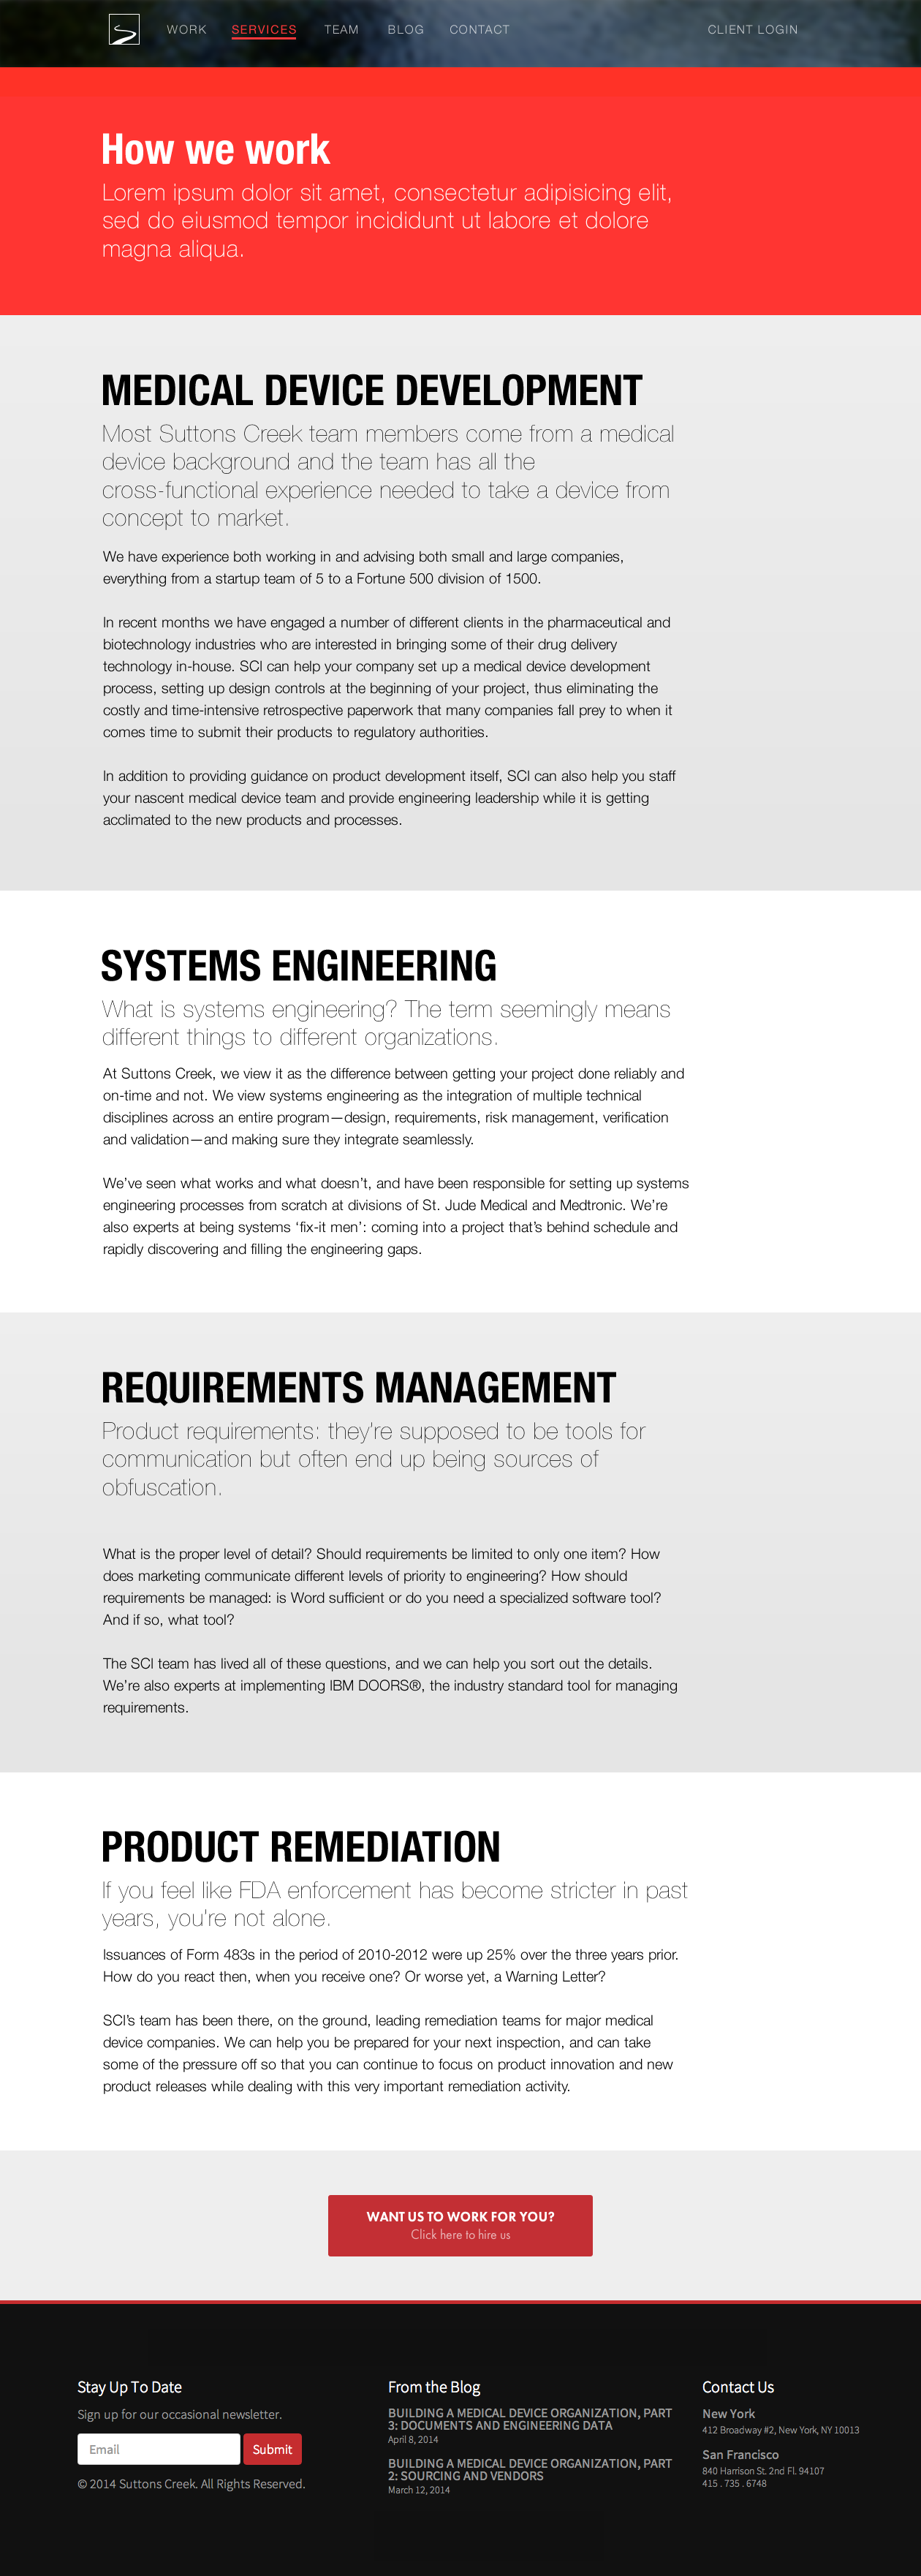 WORK SERVICES TEAM BLOG CONTACT CLIENT LOGIN
How we work
Lorem ipsum dolor sit amet, consectetur adipisicing elit,
sed do eiusmod tempor incididunt ut labore et dolore
magna aliqua.
MEDICAL DEVICE DEVELOPMENT
Most Suttons Creek team members come from a medical
device background and the team has all the
cross-functional experience needed to take a device from
concept to market.
We have experience both working in and advising both small and large companies,
everything from a startup team of 5 to a Fortune 500 division of 1500.
In recent months we have engaged a number of different clients in the pharmaceutical and
biotechnology industries who are interested in bringing some of their drug delivery
technology in-house. SCI can help your company set up a medical device development
process, setting up design controls at the beginning of your project, thus eliminating the
costly and time-intensive retrospective paperwork that many companies fall prey to when it
comes time to submit their products to regulatory authorities.
In addition to providing guidance on product development itself, SCI can also help you staff
your nascent medical device team and provide engineering leadership while it is getting
acclimated to the new products and processes.
SYSTEMS ENGINEERING
What is systems engineering? The term seemingly means
different things to different organizations.
At Suttons Creek, we view it as the difference between getting your project done reliably and
on-time and not. We view systems engineering as the integration of multiple technical
disciplines across an entire program—design, requirements, risk management, verification
and validation—and making sure they integrate seamlessly.
We’ve seen what works and what doesn’t, and have been responsible for setting up systems
engineering processes from scratch at divisions of St. Jude Medical and Medtronic. We’re
also experts at being systems ‘fix-it men’: coming into a project that’s behind schedule and
rapidly discovering and filling the engineering gaps.
REQUIREMENTS MANAGEMENT
Product requirements: they're supposed to be tools for
communication but often end up being sources of
obfuscation.
What is the proper level of detail? Should requirements be limited to only one item? How
does marketing communicate different levels of priority to engineering? How should
requirements be managed: is Word sufficient or do you need a specialized software tool?
And if so, what tool?
The SCI team has lived all of these questions, and we can help you sort out the details.
We’re also experts at implementing IBM DOORS®, the industry standard tool for managing
requirements.
PRODUCT REMEDIATION
If you feel like FDA enforcement has become stricter in past
years, you're not alone.
Issuances of Form 483s in the period of 2010-2012 were up 25% over the three years prior.
How do you react then, when you receive one? Or worse yet, a Warning Letter?
SCI’s team has been there, on the ground, leading remediation teams for major medical
device companies. We can help you be prepared for your next inspection, and can take
some of the pressure off so that you can continue to focus on product innovation and new
product releases while dealing with this very important remediation activity.
WANT US TO WORK FOR YOU?
Click here to hire us
Stay Up To Date
Sign up for our occasional newsletter.
Email Submit
© 2014 Suttons Creek. All Rights Reserved.
From the Blog
BUILDING A MEDICAL DEVICE ORGANIZATION, PART
3: DOCUMENTS AND ENGINEERING DATA
April 8, 2014
BUILDING A MEDICAL DEVICE ORGANIZATION, PART
2: SOURCING AND VENDORS
March 12, 2014
Contact Us
New York
412 Broadway #2, New York, NY 10013
San Francisco
840 Harrison St. 2nd Fl. 94107
415 . 735 . 6748